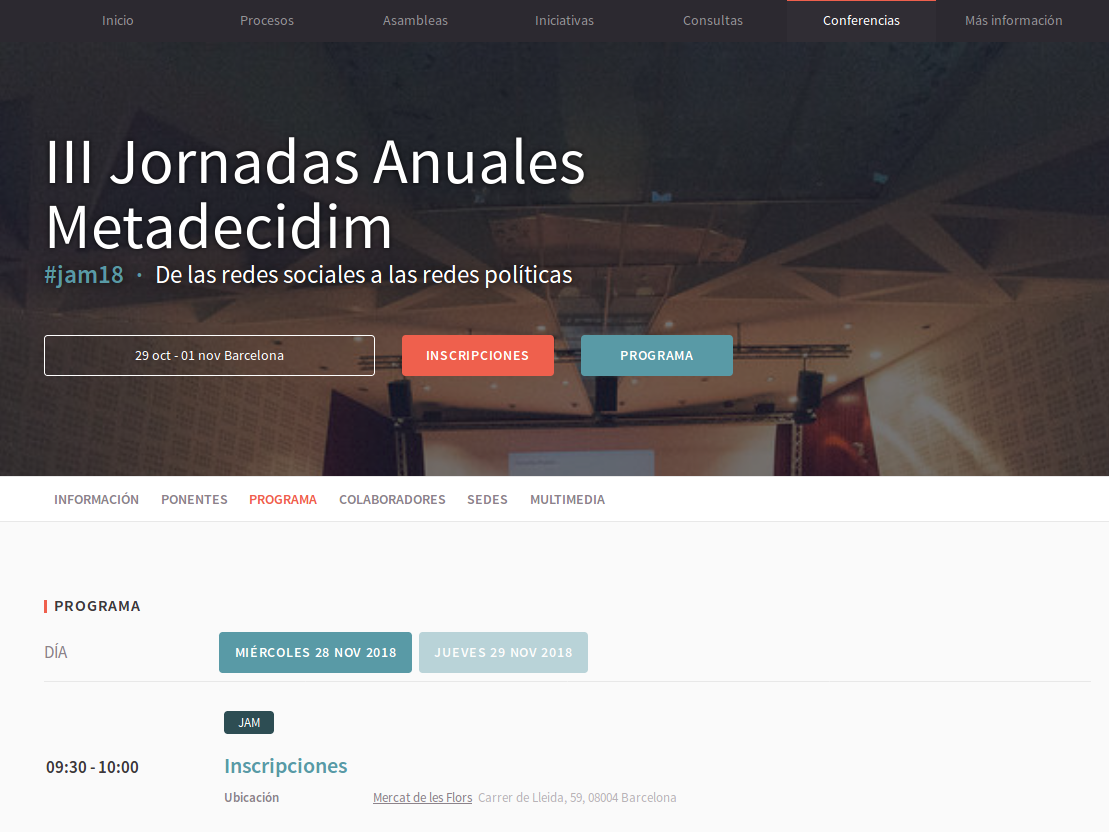 Inicio Procesos Asambleas Iniciativas Consultas Conferencias Más información
III Jornadas Anuales
Metadecidim
#jam18 · De las redes sociales a las redes políticas
29 oct - 01 nov Barcelona INSCRIPCIONES PROGRAMA
INFORMACIÓN PONENTES PROGRAMA COLABORADORES SEDES MULTIMEDIA
PROGRAMA
DÍA MIÉRCOLES 28 NOV 2018 JUEVES 29 NOV 2018
JAM
09:30 - 10:00 Inscripciones
Ubicación Mercat de les Flors Carrer de Lleida, 59, 08004 Barcelona